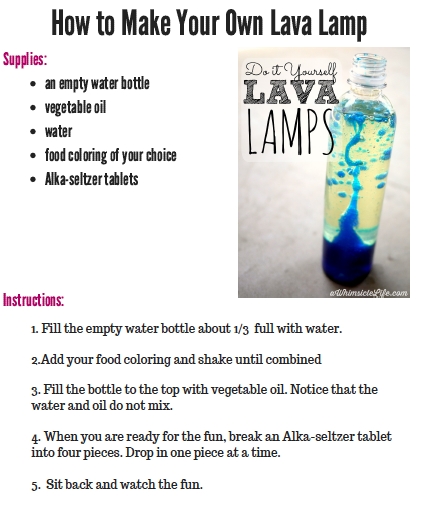 How to Make Your Own Lava Lamp
Supplies:
• an empty water bottle
• vegetable oil
• water
• food coloring of your choice
• Alka-seltzer tablets
Do it Yourself
LAVA
LAMPS
aWhimsicleLife.com
Instructions:
1. Fill the empty water bottle about 1/3 full with water.
2.Add your food coloring and shake until combined
3. Fill the bottle to the top with vegetable oil. Notice that the
water and oil do not mix.
4. When you are ready for the fun, break an Alka-seltzer tablet
into four pieces. Drop in one piece at a time.
5. Sit back and watch the fun.